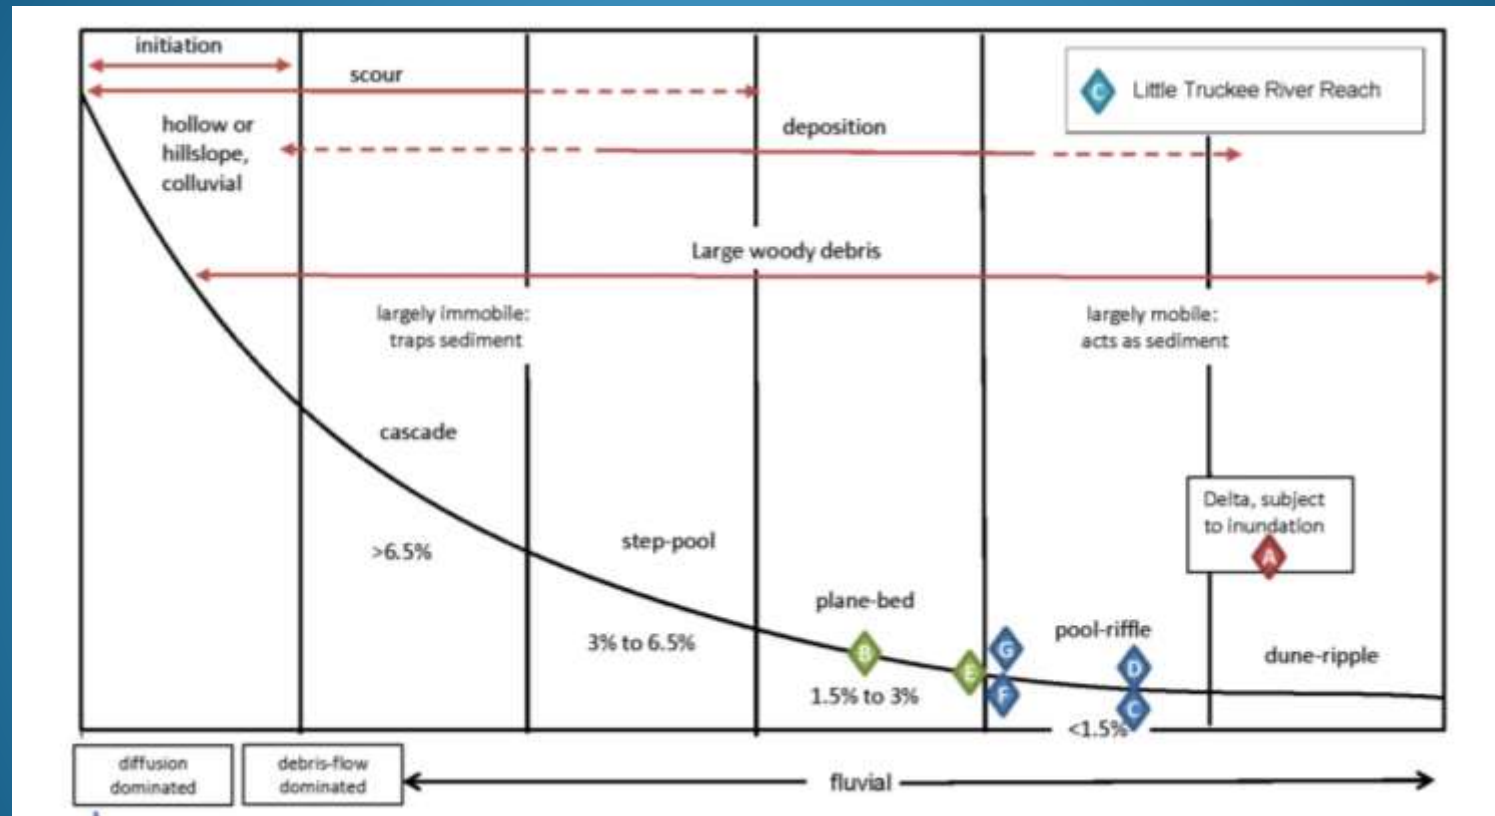 initiation
scour
C Little Truckee River Reach
hollow or
hillslope,
colluvial
deposition
Large woody debris
largely immobile:
traps sediment
largely mobile:
acts as sediment
cascade
>6.5%
step-pool
3% to 6.5%
plane-bed
B
E
1.5% to 3%
G
F
pool-riffle
D
C
<1.5%
Delta, subject
to inundation
A
dune-ripple
diffusion
dominated
debris-flow
dominated
fluvial